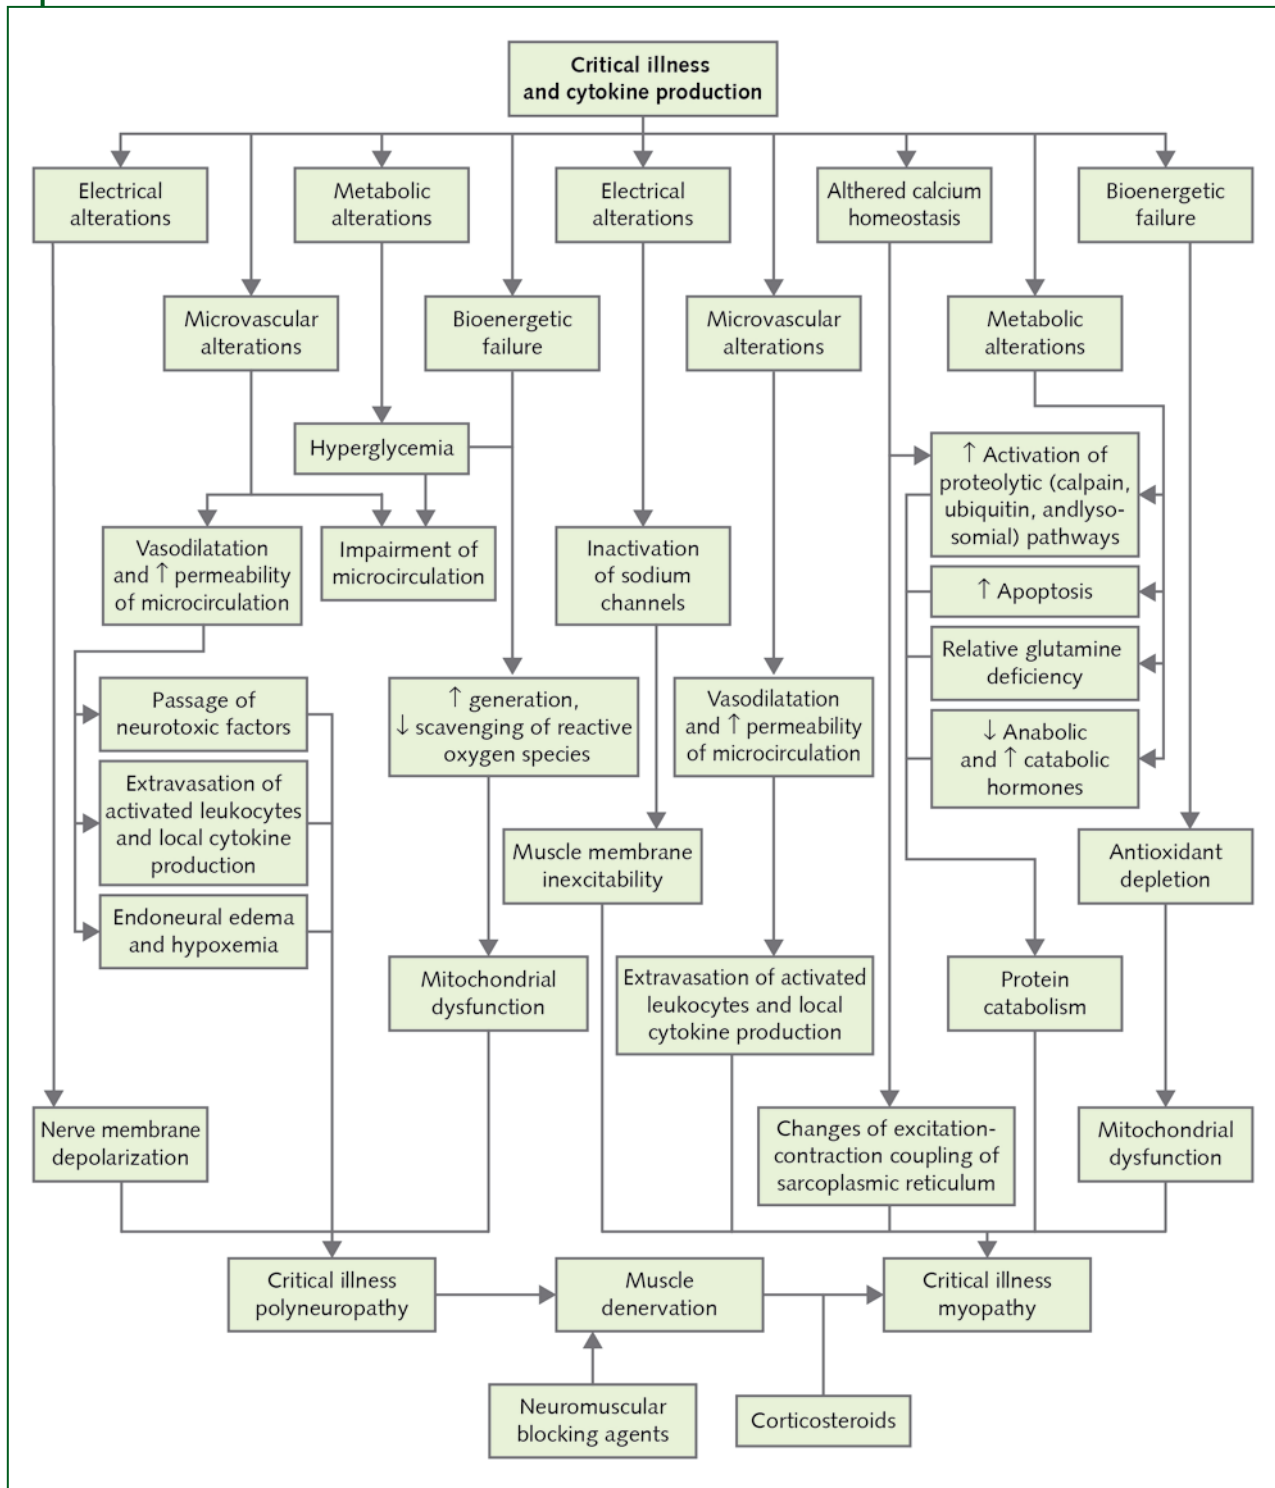 Critical illness
and cytokine production
Electrical
alterations
Metabolic
alterations
Electrical
alterations
Althered calcium
homeostasis
Bioenergetic
failure
Microvascular
alterations
Bioenergetic
failure
Microvascular
alterations
Metabolic
alterations
Hyperglycemia
↑ Activation of
proteolytic (calpain,
ubiquitin, andlyso-
somial) pathways
Vasodilatation
and ↑ permeability
of microcirculation
Impairment of
microcirculation
Inactivation
of sodium
channels
↑ Apoptosis
Relative glutamine
deficiency
Passage of
neurotoxic factors
↑ generation,
↓ scavenging of reactive
oxygen species
Vasodilatation
and ↑ permeability
of microcirculation
↓ Anabolic
and ↑ catabolic
hormones
Extravasation of
activated leukocytes
and local cytokine
production
Muscle membrane
inexcitability
Antioxidant
depletion
Endoneural edema
and hypoxemia
Mitochondrial
dysfunction
Extravasation of activated
leukocytes and local
cytokine production
Protein
catabolism
Nerve membrane
depolarization
Changes of excitation-
contraction coupling of
sarcoplasmic reticulum
Mitochondrial
dysfunction
Critical illness
polyneuropathy
Muscle
denervation
Critical illness
myopathy
Neuromuscular
blocking agents
Corticosteroids